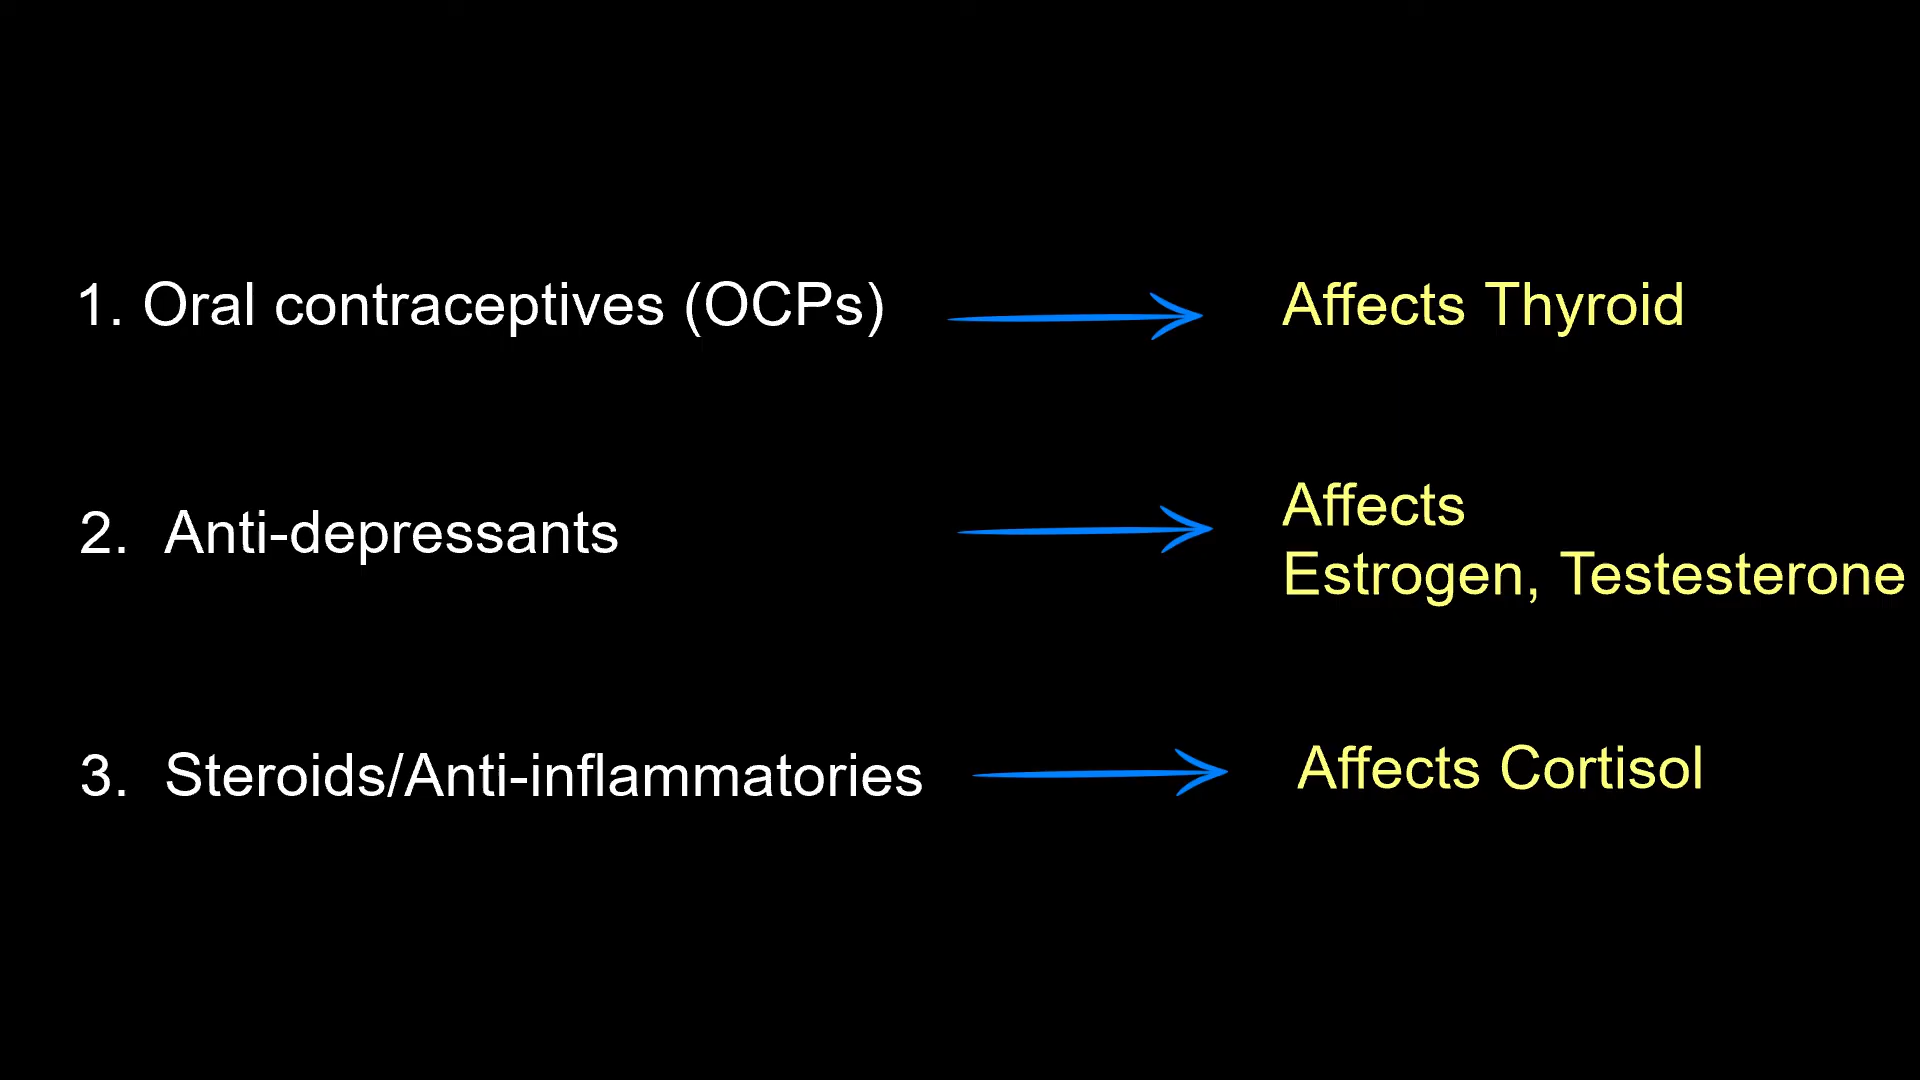 1. Oral contraceptives (OCPs)
Affects Thyroid
2. Anti-depressants
Affects
Estrogen, Testesterone
3. Steroids/Anti-inflammatories
Affects Cortisol